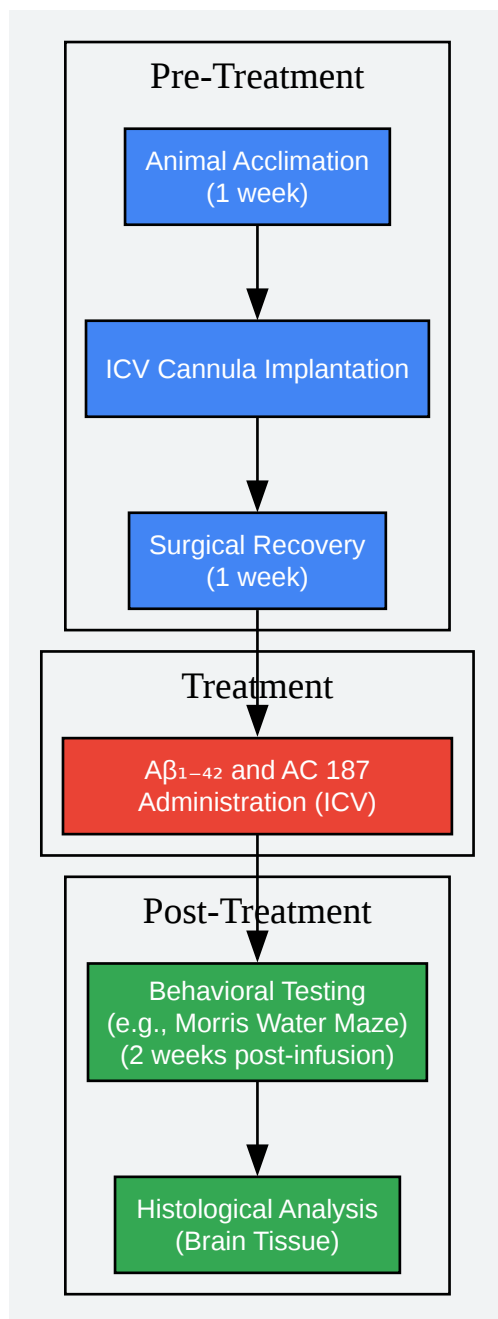 Pre-Treatment
Animal Acclimation
(1 week)
ICV Cannula Implantation
Surgical Recovery
(1 week)
Treatment
Aβ₁₋₄₂ and AC 187
Administration (ICV)
Post-Treatment
Behavioral Testing
(e.g., Morris Water Maze)
(2 weeks post-infusion)
Histological Analysis
(Brain Tissue)